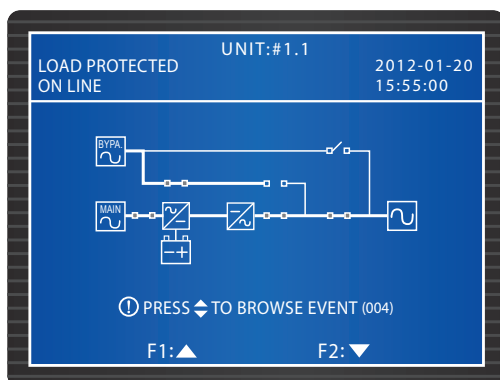 UNIT:#1.1
LOAD PROTECTED
ON LINE
2012-01-20
15:55:00
BYPA.
MAIN
! PRESS TO BROWSE EVENT (004)
F1:
F2: